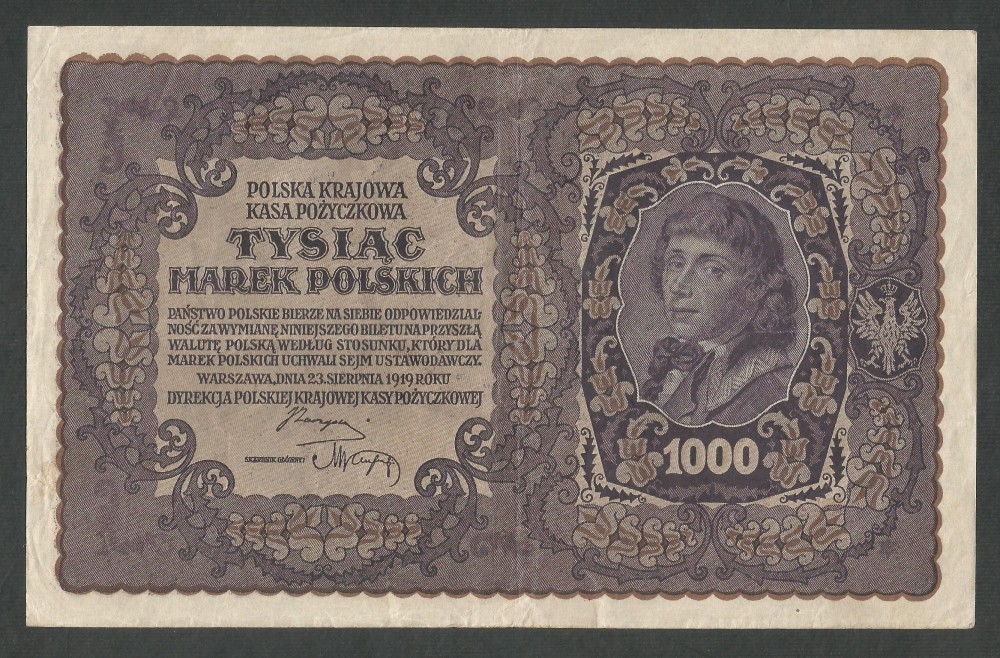 POLSKA KRAJOWA
KASA POŻYCZKOWA
TYSIĄC
MAREK POLSKICH
PAŃSTWO POLSKIE BIERZE NA SIEBIE ODPOWIEDZIAL
NOŚĆ ZA WYMIANĘ NINIEJSZEGO BILETU NA PRZYSZŁĄ
WALUTĘ POLSKĄ WEDŁUG STOSUNKU, KTÓRY DLA
MAREK POLSKICH UCHWALI SEJM USTAWODAWCZY.
WARSZAWA, DNIA 23. SIERPNIA 1919 ROKU
DYREKCJA POLSKIEJ KRAJOWEJ KASY POŻYCZKOWEJ
SKARBNIK GŁÓWNY:
1000